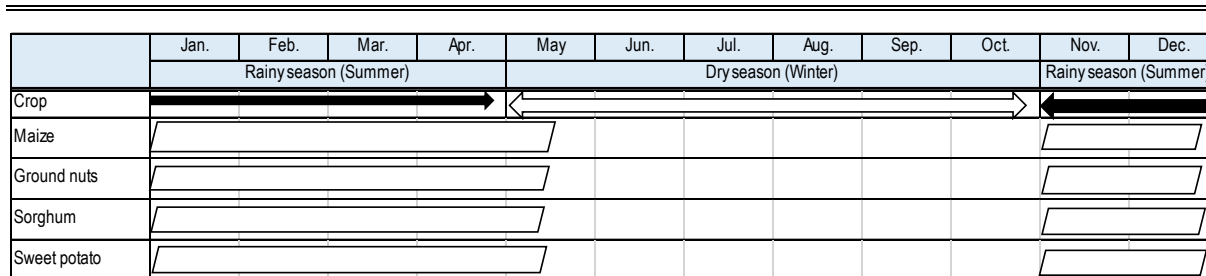 Jan. Feb. Mar. Apr. May Jun. Jul. Aug. Sep. Oct. Nov. Dec.
Rainy season (Summer) Dry season (Winter) Rainy season (Summer)
Crop
Maize
Ground nuts
Sorghum
Sweet potato